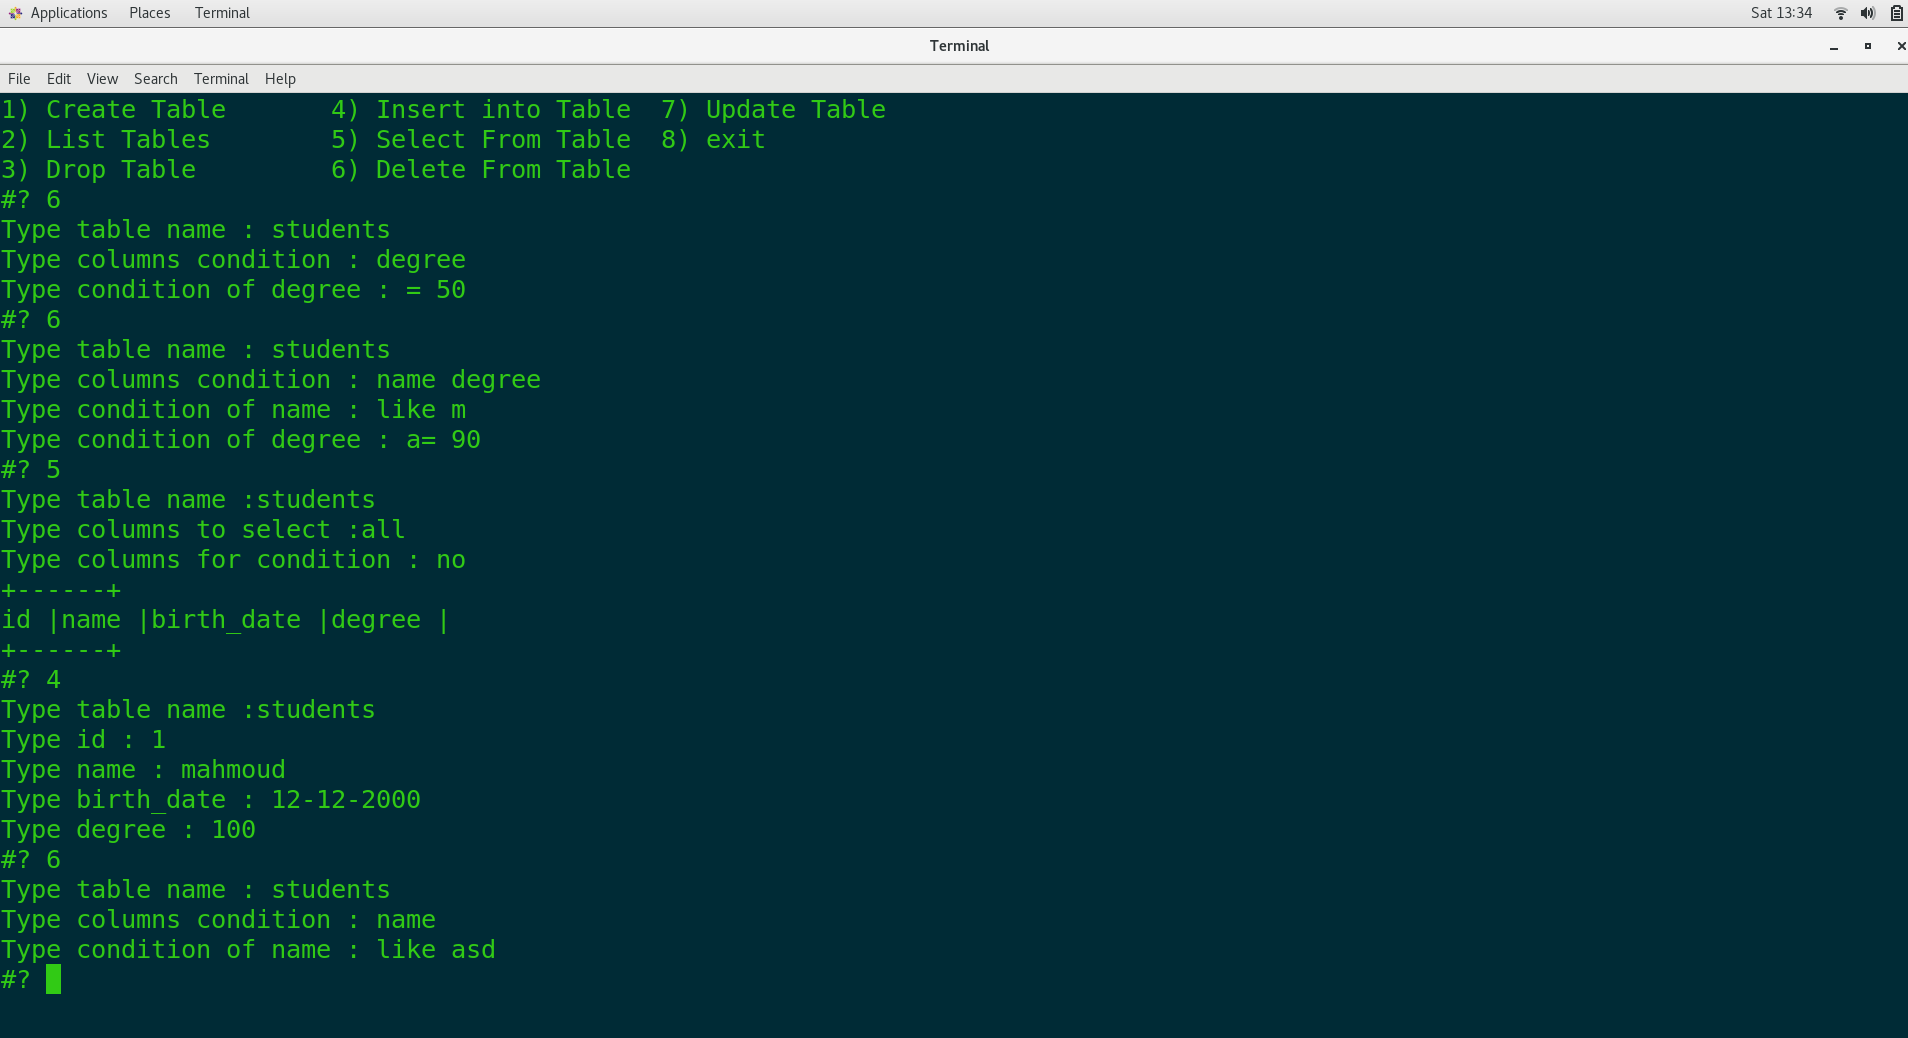 Applications Places Terminal Sat 13:34
Terminal
File Edit View Search Terminal Help
1) Create Table       4) Insert into Table  7) Update Table
2) List Tables        5) Select From Table  8) exit
3) Drop Table         6) Delete From Table
#? 6
Type table name : students
Type columns condition : degree
Type condition of degree : = 50
#? 6
Type table name : students
Type columns condition : name degree
Type condition of name : like m
Type condition of degree : a= 90
#? 5
Type table name :students
Type columns to select :all
Type columns for condition : no
+------+
id |name |birth_date |degree |
+------+
#? 4
Type table name :students
Type id : 1
Type name : mahmoud
Type birth_date : 12-12-2000
Type degree : 100
#? 6
Type table name : students
Type columns condition : name
Type condition of name : like asd
#?